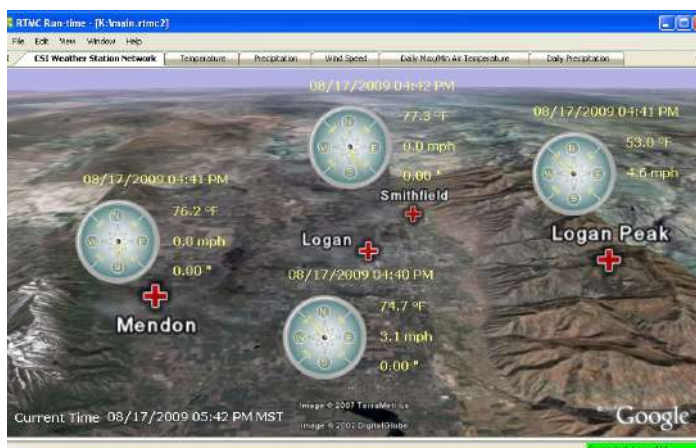 RTMC Run-time - [K:\main.rtmc2]
File Edit View Window Help
CSI Weather Station Network Temperature Precipitation Wind Speed Daily Max/Min Air Temperature Daily Precipitation
08/17/2009 04:42 PM
77.3 °F
0.0 mph
0.00 "
Smithfield
08/17/2009 04:41 PM
53.0 °F
4.6 mph
Logan Peak
08/17/2009 04:41 PM
76.2 °F
0.0 mph
0.00 "
Mendon
Logan
08/17/2009 04:40 PM
74.7 °F
3.1 mph
0.00 "
N
W E
S
N
W E
S
N
W E
S
N
W E
S
Current Time 08/17/2009 05:42 PM MST
Image © 2007 TerraMetrics
Image © 2007 DigitalGlobe
Google